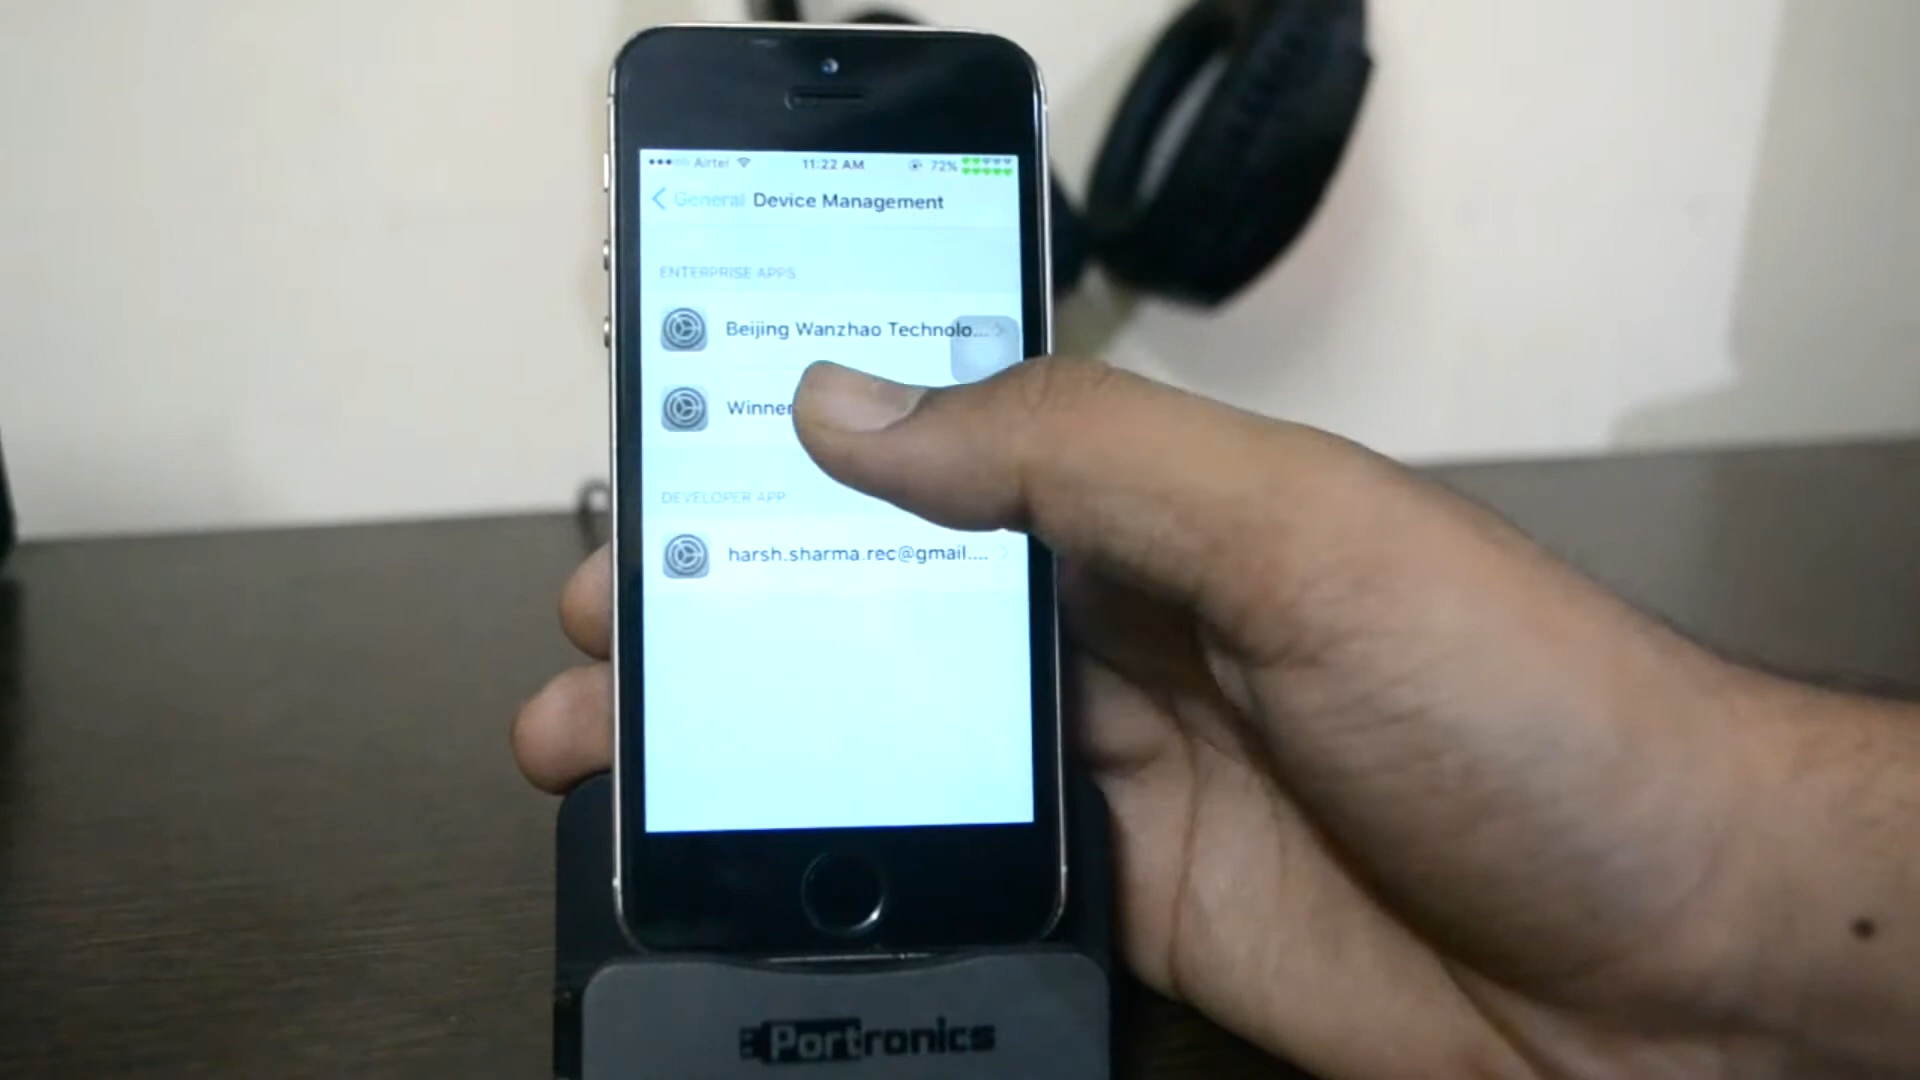 Airtel 11:22 AM 72%
General Device Management
ENTERPRISE APPS
Beijing Wanzhao Technolo...
Winner
DEVELOPER APP
harsh.sharma.rec@gmail....
Portronics